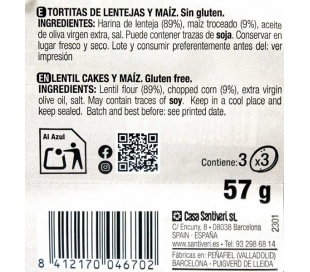 E TORTITAS DE LENTEJAS Y MAÍZ. Sin gluten.
INGREDIENTES: Harina de lenteja (89%), maíz troceado (9%), aceite
de oliva virgen extra, sal. Puede contener trazas de soja. Conservar en
lugar fresco y seco. Lote y consumir preferentemente antes del: ver
impresión
EN LENTIL CAKES Y MAÍZ. Gluten free.
INGREDIENTS: Lentil flour (89%), chopped corn (9%), extra virgin
olive oil, salt. May contain traces of soy. Keep in a cool place and
keep sealed. Batch and best before: see printed date.
Al Azul
Contiene: 3 x3
57 g
Casa Santiveri, S.L.
C/ Encuny, 8 - 08038 Barcelona
SPAIN - ESPAÑA
www.santiveri.es - Tel: 93 298 68 14
Fábricas en: PEÑAFIEL (VALLADOLID)
BARCELONA - PUIGVERD DE LLEIDA
2301
8 412170 046702